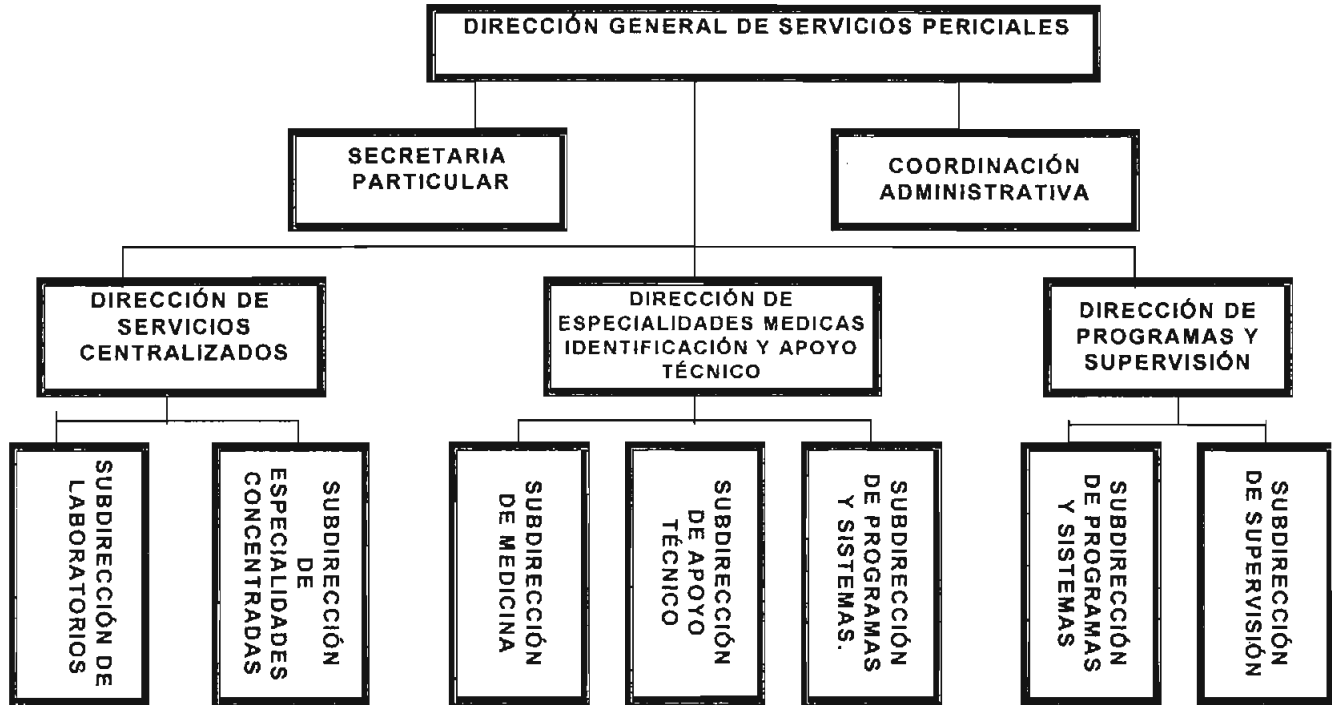 DIRECCIÓN GENERAL DE SERVICIOS PERICIALES
SECRETARIA
PARTICULAR
COORDINACIÓN
ADMINISTRATIVA
DIRECCIÓN DE
SERVICIOS
CENTRALIZADOS
DIRECCIÓN DE
ESPECIALIDADES MEDICAS
IDENTIFICACIÓN Y APOYO
TÉCNICO
DIRECCIÓN DE
PROGRAMAS Y
SUPERVISIÓN
SUBDIRECCIÓN DE
LABORATORIOS
SUBDIRECCIÓN
DE
ESPECIALIDADES
CONCENTRADAS
SUBDIRECCIÓN
DE MEDICINA
SUBDIRECCIÓN
DE APOYO
TÉCNICO
SUBDIRECCIÓN
DE PROGRAMAS
Y SISTEMAS.
SUBDIRECCIÓN
DE PROGRAMAS
Y SISTEMAS
SUBDIRECCIÓN
DE SUPERVISIÓN